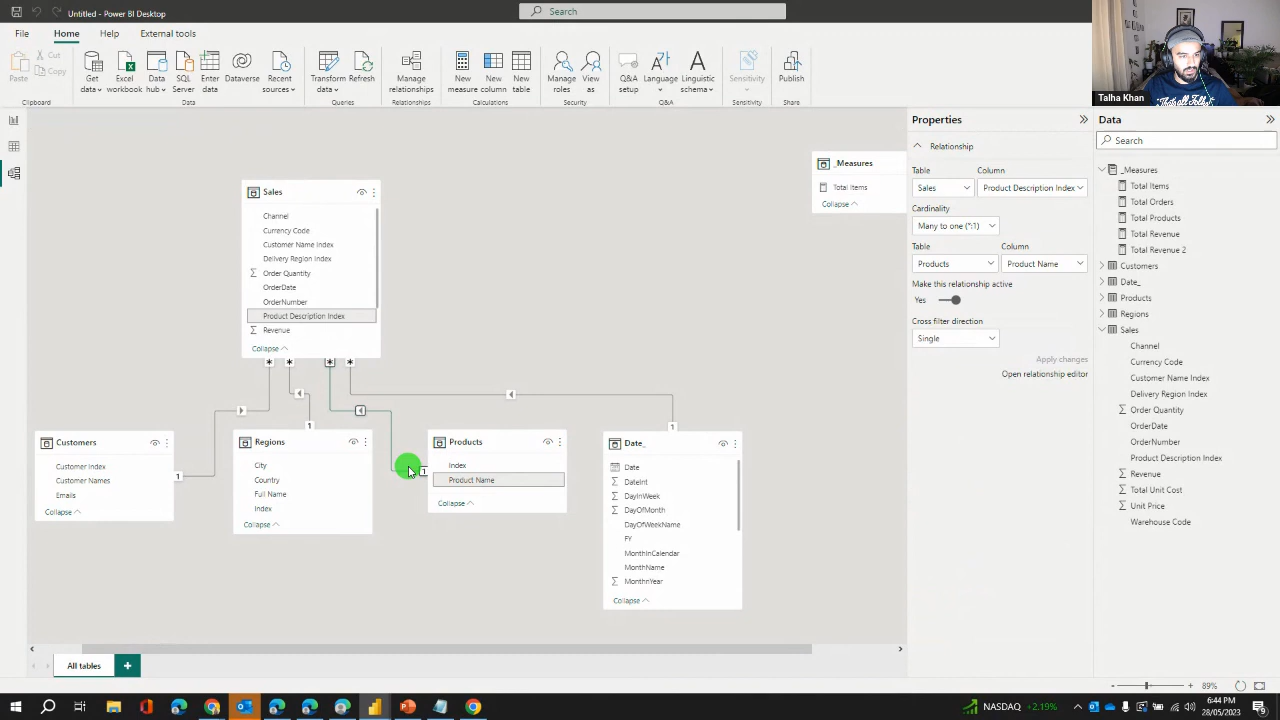 Untitled - Power BI Desktop
Search
Talha Khan
File
Home
Help
External tools
Paste
Cut
Copy
Get data
Excel workbook
Data hub
SQL Server
Enter data
Dataverse
Recent sources
Transform data
Refresh
Manage relationships
New measure
New column
New table
Manage roles
View as
Q&A setup
Language
Linguistic schema
Sensitivity
Publish
Clipboard
Data
Queries
Relationships
Calculations
Security
Q&A
Sensitivity
Share
Sales
Channel
Currency Code
Customer Name Index
Delivery Region Index
Order Quantity
OrderDate
OrderNumber
Product Description Index
Revenue
Collapse
_Measures
Total Items
Collapse
Customers
Customer Index
Customer Names
Emails
Collapse
1
Regions
City
Country
Full Name
Index
Collapse
1
Products
Index
Product Name
Collapse
1
Date_
Date
DateInt
DayInWeek
DayOfMonth
DayOfWeekName
FY
MonthInCalendar
MonthName
MonthnYear
Collapse
1
Properties
Relationship
Table
Column
Sales
Product Description Index
Cardinality
Many to one (*:1)
Table
Column
Products
Product Name
Make this relationship active
Yes
Cross filter direction
Single
Apply changes
Open relationship editor
Data
Search
_Measures
Total Items
Total Orders
Total Products
Total Revenue
Total Revenue 2
Customers
Date_
Products
Regions
Sales
Channel
Currency Code
Customer Name Index
Delivery Region Index
Order Quantity
OrderDate
OrderNumber
Product Description Index
Revenue
Total Unit Cost
Unit Price
Warehouse Code
All tables
89%
NASDAQ +2.19%
6:44 PM
28/05/2023